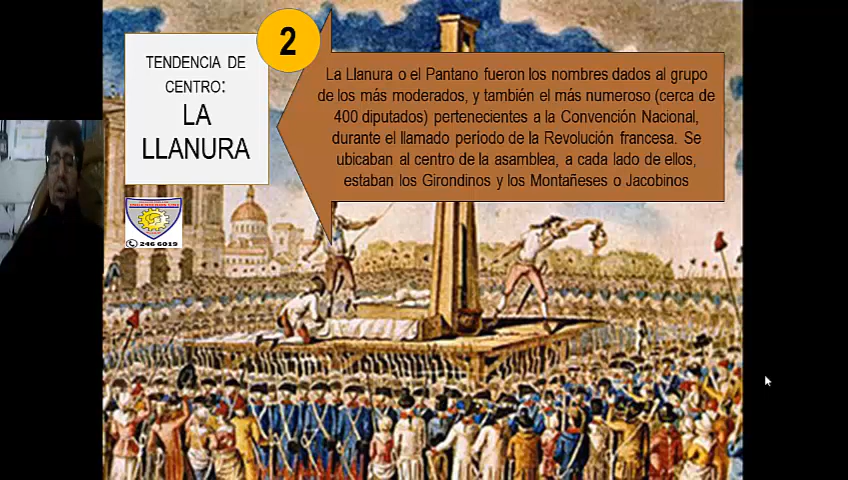 2
TENDENCIA DE
CENTRO:
LA
LLANURA
La Llanura o el Pantano fueron los nombres dados al grupo
de los más moderados, y también el más numeroso (cerca de
400 diputados) pertenecientes a la Convención Nacional,
durante el llamado período de la Revolución francesa. Se
ubicaban al centro de la asamblea, a cada lado de ellos,
estaban los Girondinos y los Montañeses o Jacobinos
246 6019